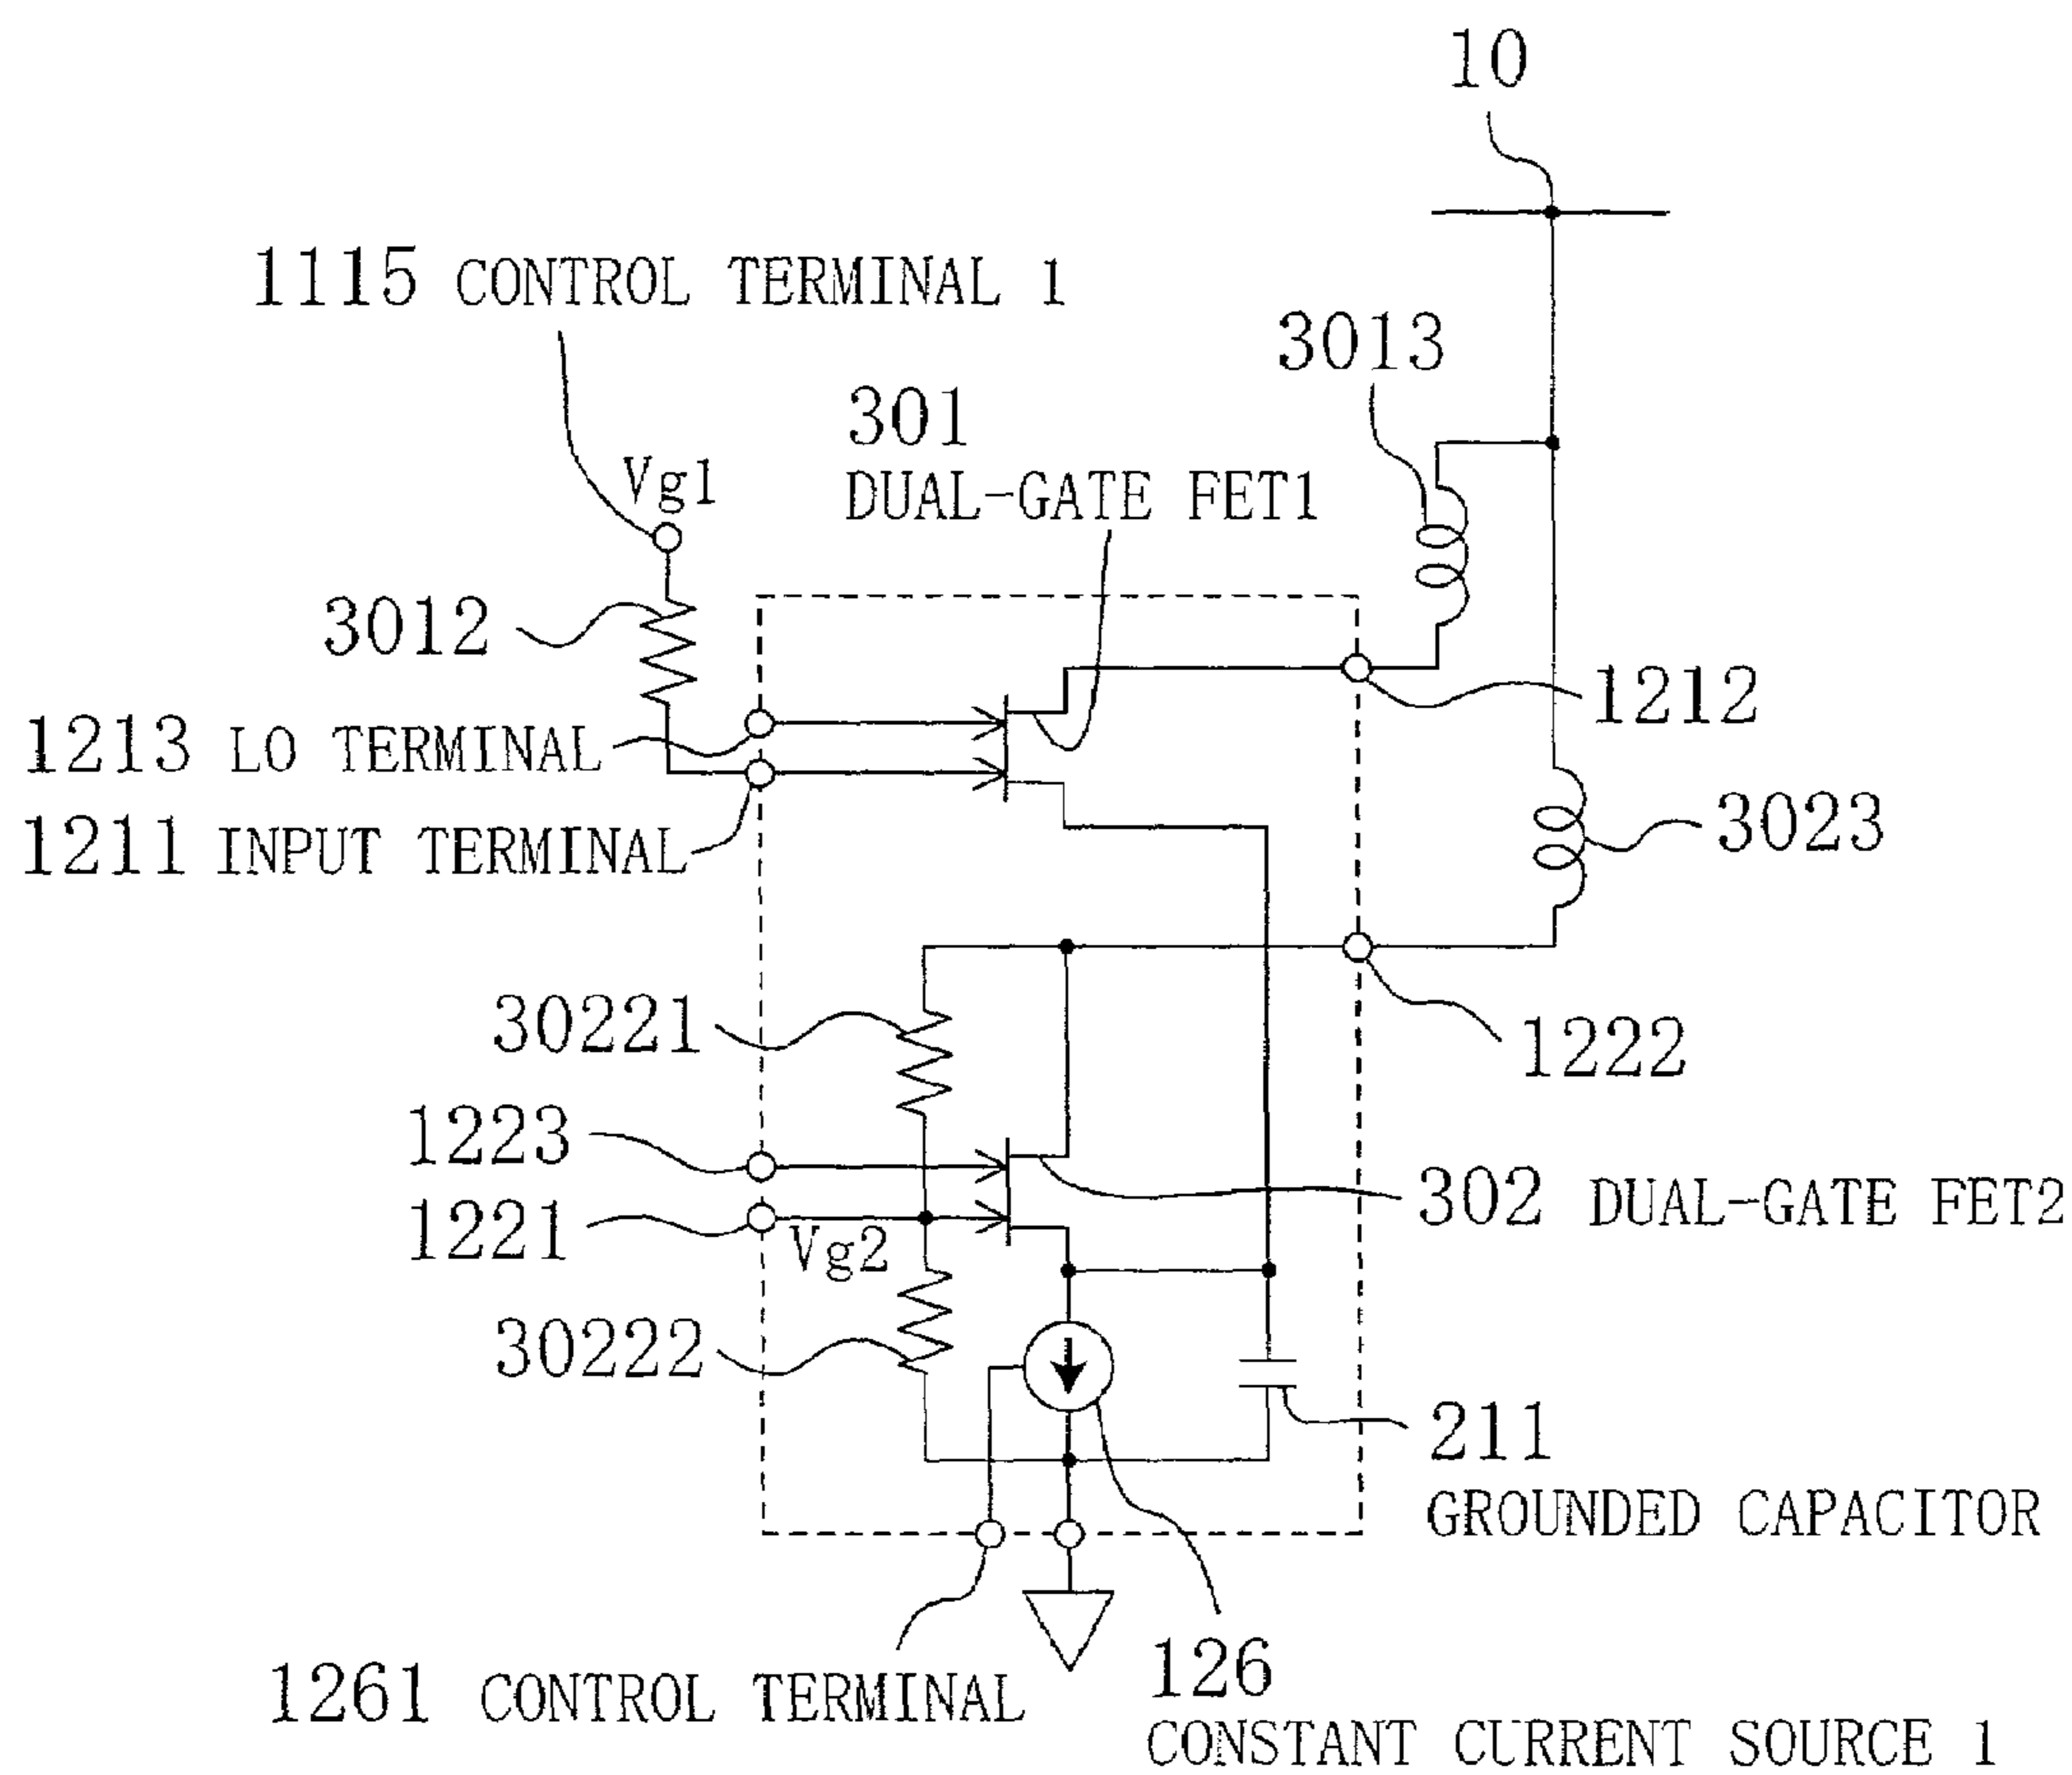 10
1115 CONTROL TERMINAL 1
3013
301
DUAL-GATE FET1
Vg1
3012
1212
1213 LO TERMINAL
1211 INPUT TERMINAL
3023
30221
1222
1223
302 DUAL-GATE FET2
1221
Vg2
30222
211
GROUNDED CAPACITOR
1261 CONTROL TERMINAL
126
CONSTANT CURRENT SOURCE 1